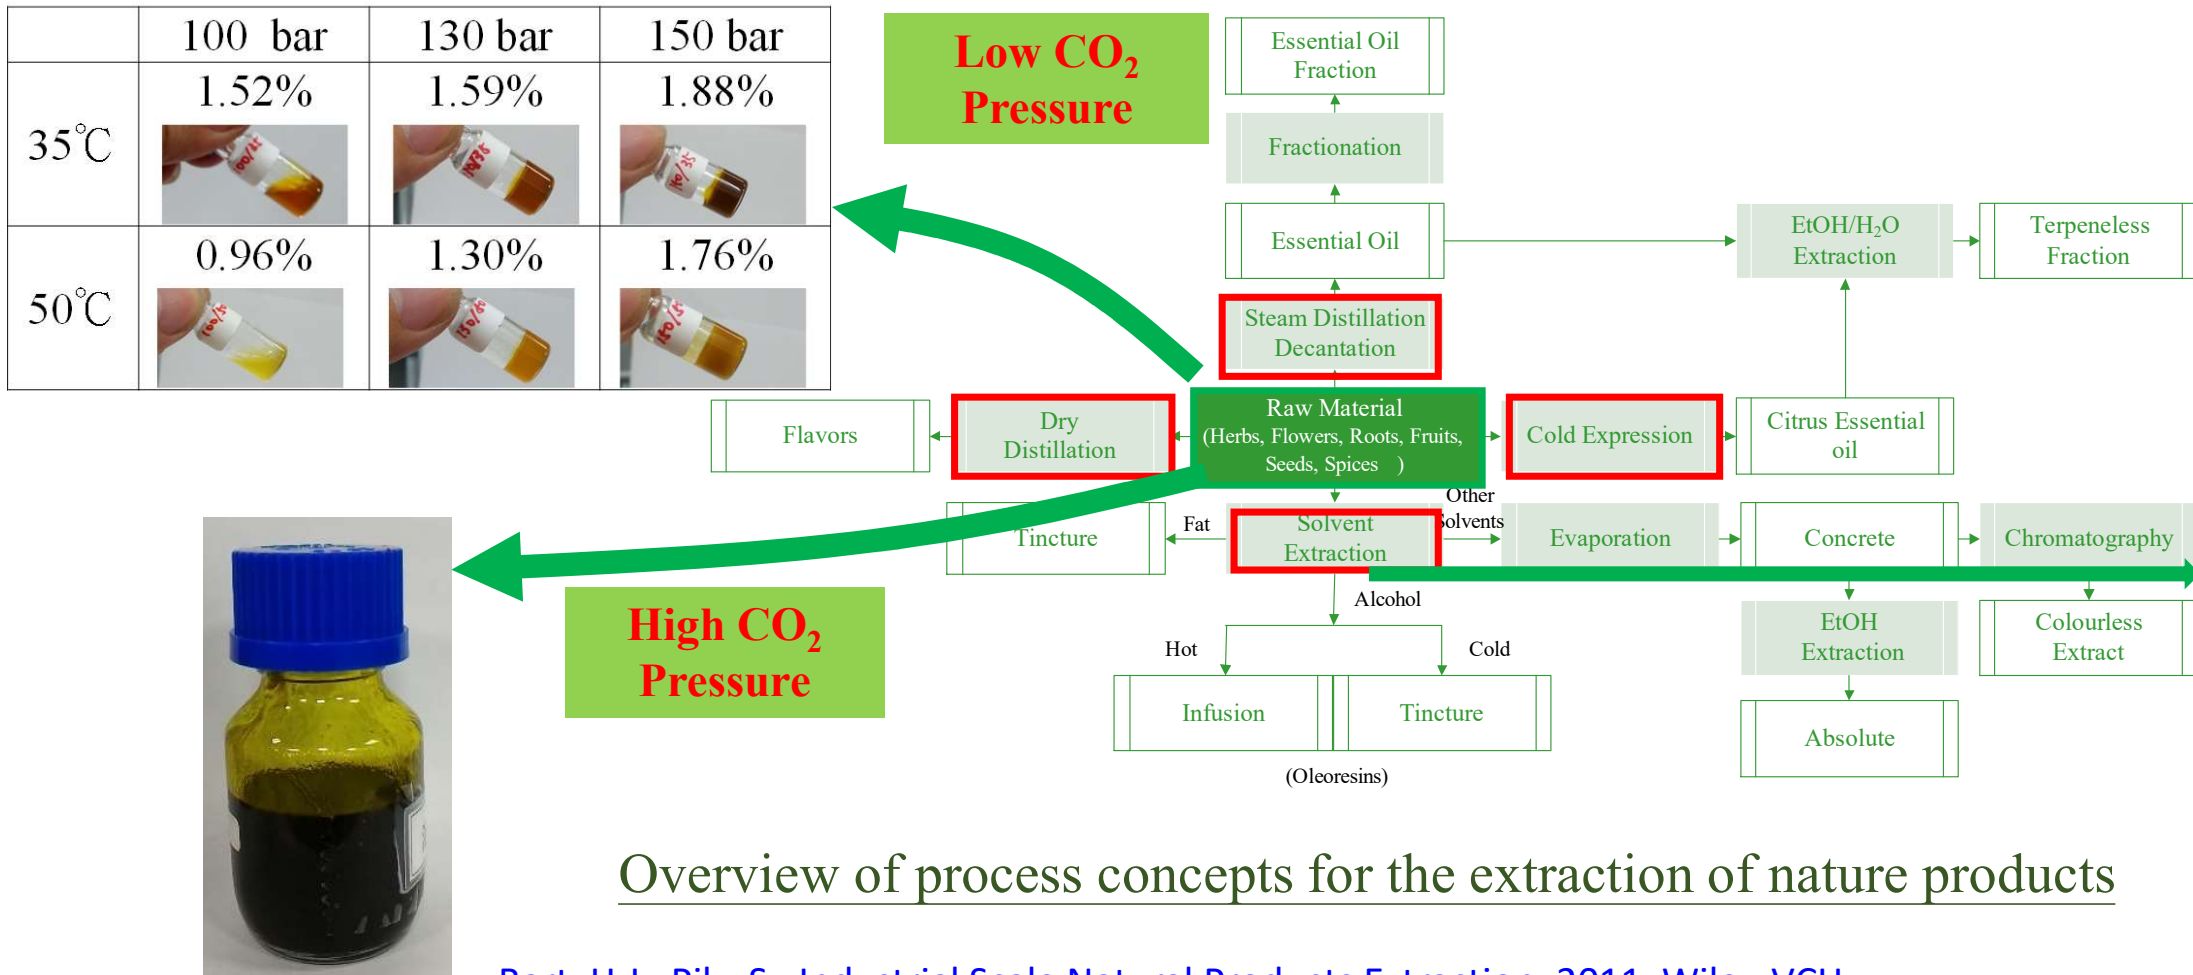 100 bar
130 bar
150 bar
35℃
1.52%
1.59%
1.88%
50℃
0.96%
1.30%
1.76%
Low CO₂
Pressure
Essential Oil
Fraction
Fractionation
Essential Oil
EtOH/H₂O
Extraction
Terpeneless
Fraction
Steam Distillation
Decantation
Flavors
Dry
Distillation
Raw Material
(Herbs, Flowers, Roots, Fruits,
Seeds, Spices )
Cold Expression
Citrus Essential
oil
Tincture
Fat
Solvent
Extraction
Other
Solvents
Evaporation
Concrete
Chromatography
High CO₂
Pressure
Alcohol
Hot
Cold
EtOH
Extraction
Colourless
Extract
Infusion
Tincture
Absolute
(Oleoresins)
Overview of process concepts for the extraction of nature products